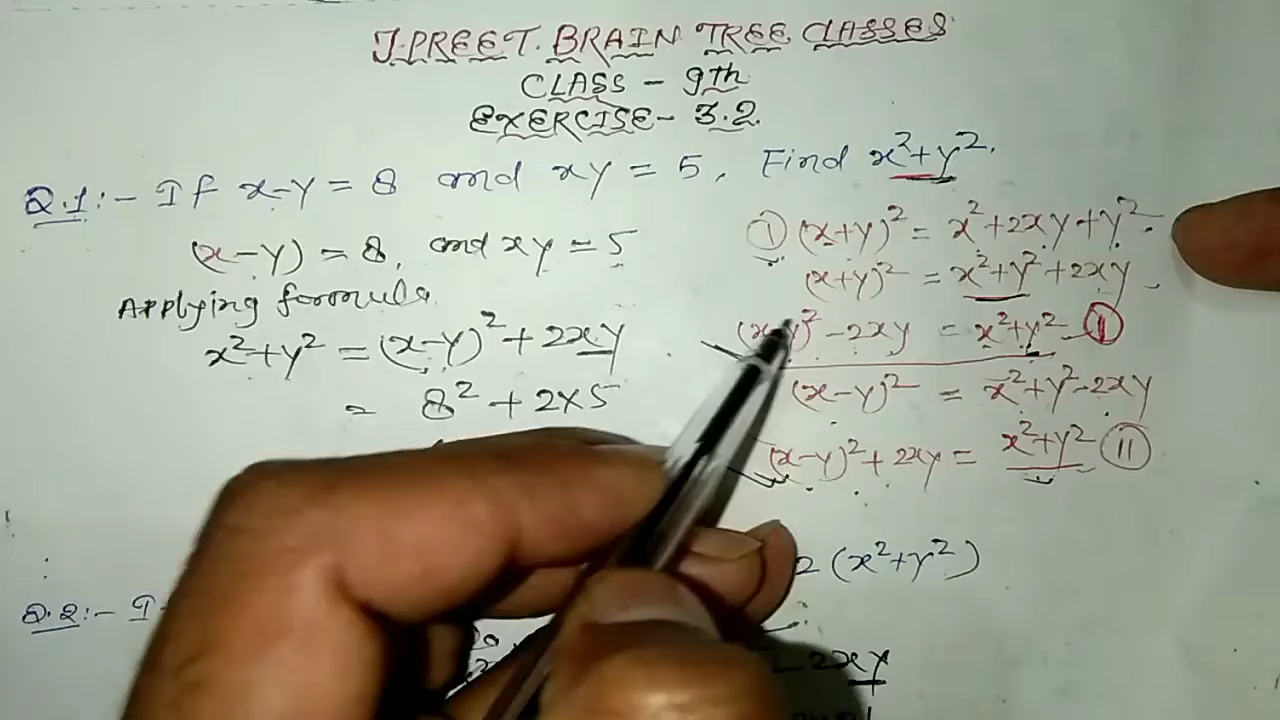 J.PREET. BRAIN TREE CLASSES
CLASS - 9th
EXERCISE- 3.2.
Q.1:- If x-y = 8 and xy = 5, Find x²+y².
(x-y) = 8, and xy = 5
Applying formula
x²+y² = (x-y)² + 2xy
= 8² + 2×5
① (x+y)² = x²+2xy+y²
(x+y)² = x²+y²+2xy
-2xy = x²+y² - ⑪
(x-y)² = x²+y²-2xy
(x-y)²+2xy = x²+y² ⑪
2(x²+y²)
Q.2:- I
-2xy